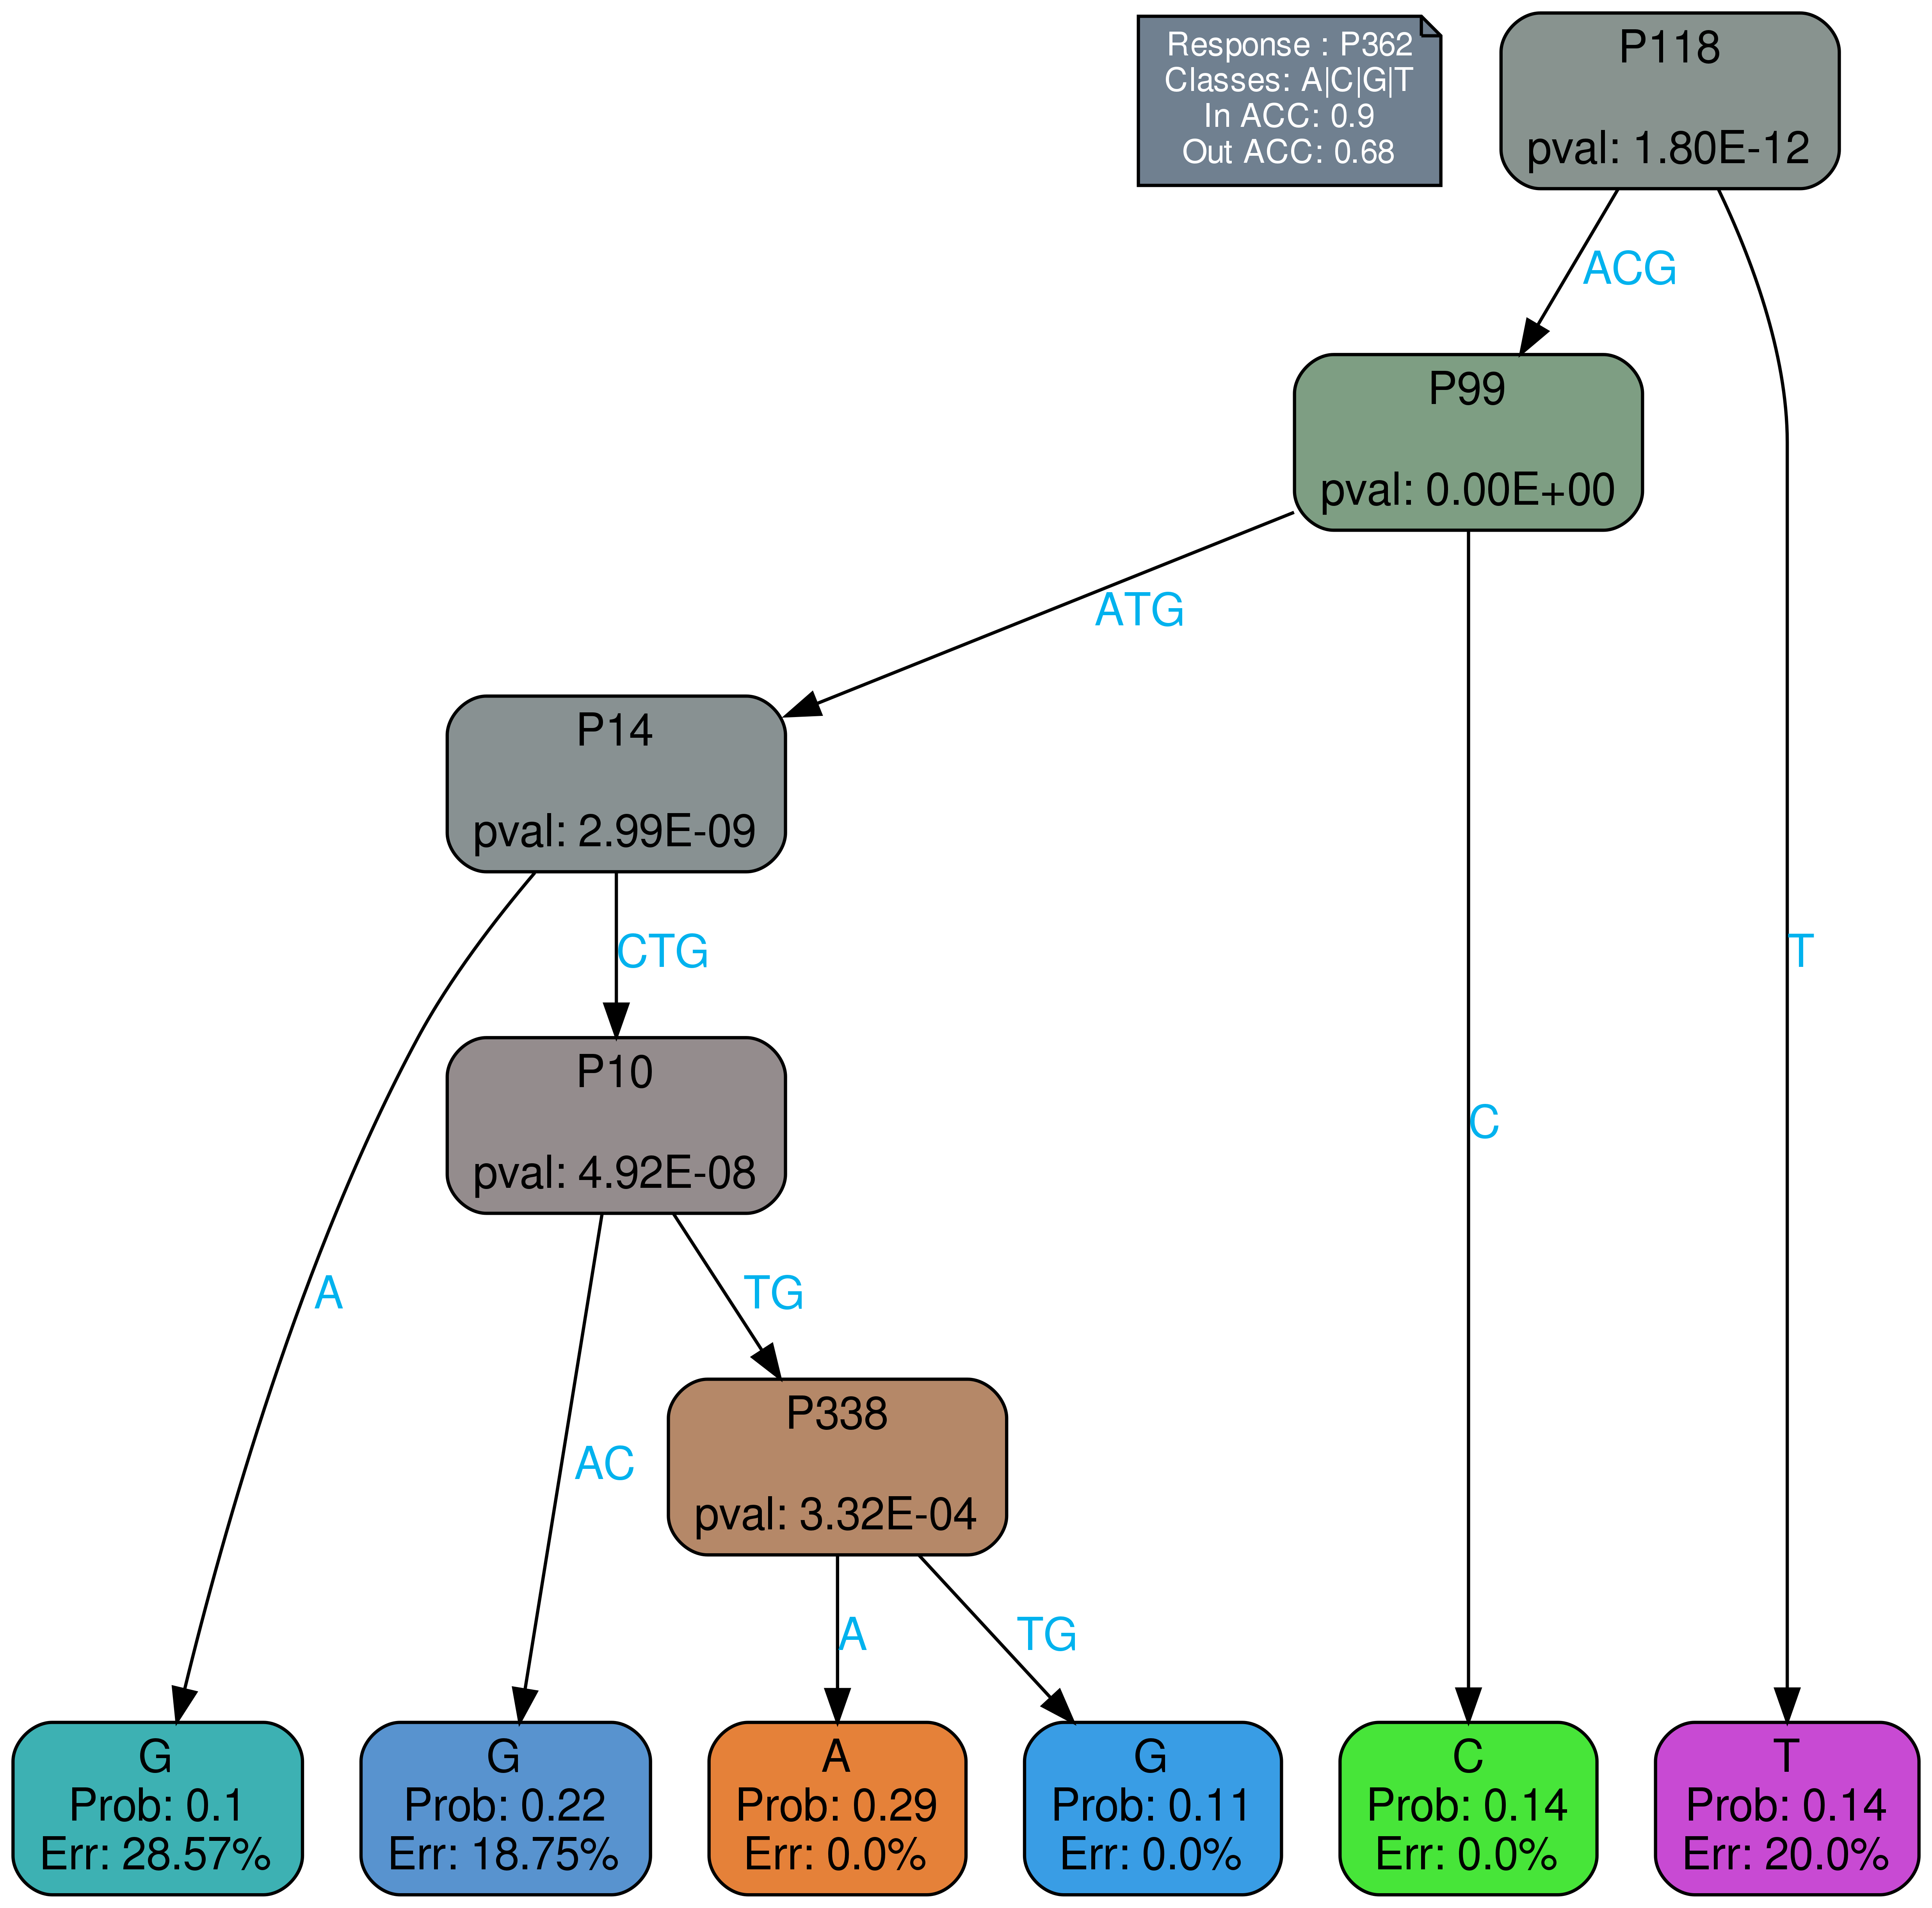 Response : P362
Classes: A|C|G|T
In ACC: 0.9
Out ACC: 0.68
P118
pval: 1.80E-12
ACG
P99
pval: 0.00E+00
ATG
P14
pval: 2.99E-09
CTG
T
P10
pval: 4.92E-08
C
A
TG
P338
pval: 3.32E-04
AC
A
TG
G
Prob: 0.1
Err: 28.57%
G
Prob: 0.22
Err: 18.75%
A
Prob: 0.29
Err: 0.0%
G
Prob: 0.11
Err: 0.0%
C
Prob: 0.14
Err: 0.0%
T
Prob: 0.14
Err: 20.0%